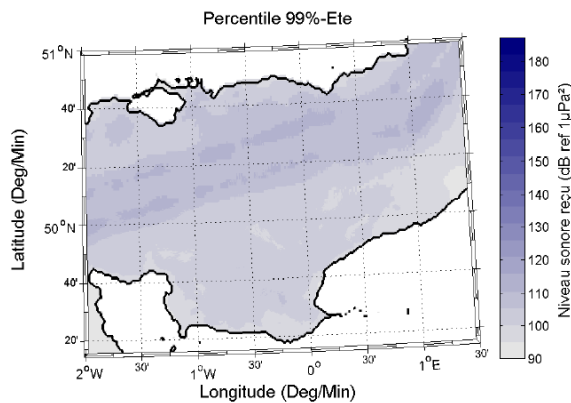 Percentile 99%-Ete
51°N
40'
20'
50°N
40'
20'
Latitude (Deg/Min)
2°W
30'
1°W
30'
0°
30'
1°E
30'
Longitude (Deg/Min)
180
170
160
150
140
130
120
110
100
90
Niveau sonore reçu (dB ref 1µPa²)